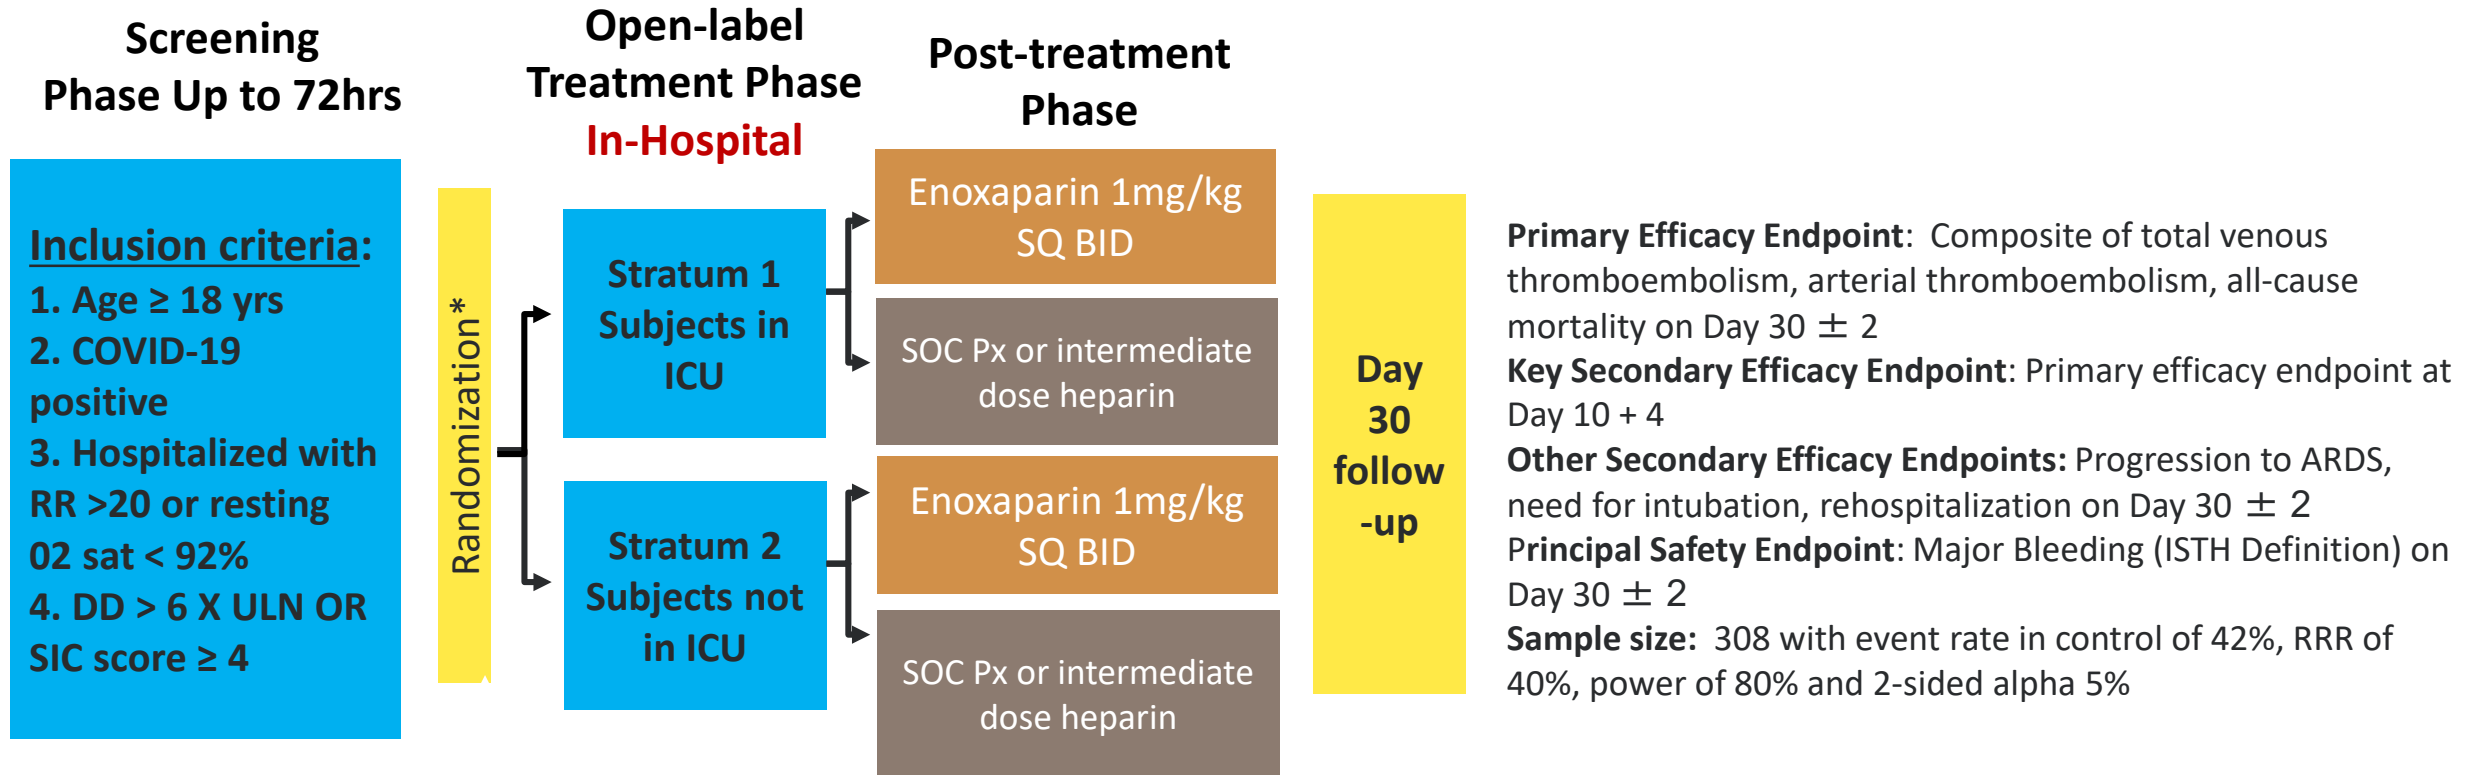 Screening
Phase Up to 72hrs
Inclusion criteria:
1. Age ≥ 18 yrs
2. COVID-19
positive
3. Hospitalized with
RR >20 or resting
02 sat < 92%
4. DD > 6 X ULN OR
SIC score ≥ 4
Randomization*
Open-label
Treatment Phase
In-Hospital
Stratum 1
Subjects in
ICU
Stratum 2
Subjects not
in ICU
Post-treatment
Phase
Enoxaparin 1mg/kg
SQ BID
SOC Px or intermediate
dose heparin
Enoxaparin 1mg/kg
SQ BID
SOC Px or intermediate
dose heparin
Day
30
follow
-up
Primary Efficacy Endpoint: Composite of total venous
thromboembolism, arterial thromboembolism, all-cause
mortality on Day 30 ± 2
Key Secondary Efficacy Endpoint: Primary efficacy endpoint at
Day 10 + 4
Other Secondary Efficacy Endpoints: Progression to ARDS,
need for intubation, rehospitalization on Day 30 ± 2
Principal Safety Endpoint: Major Bleeding (ISTH Definition) on
Day 30 ± 2
Sample size: 308 with event rate in control of 42%, RRR of
40%, power of 80% and 2-sided alpha 5%